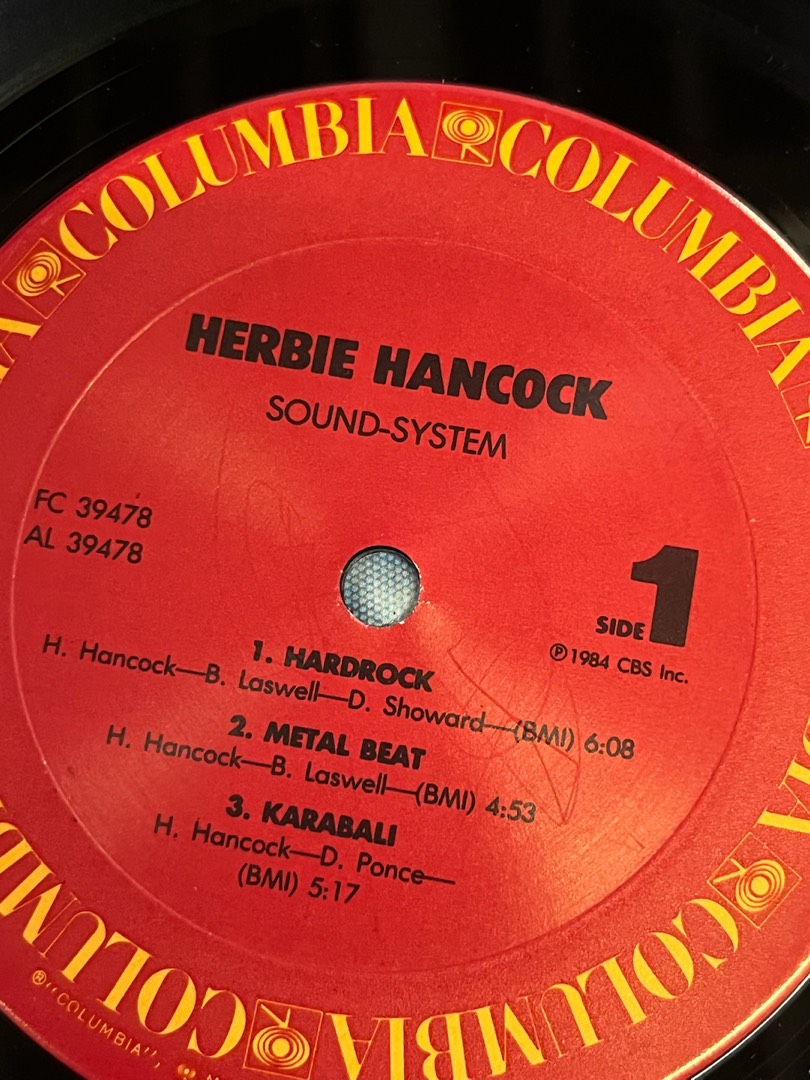 COLUMBIA COLUMBIA
HERBIE HANCOCK
SOUND-SYSTEM
FC 39478
AL 39478
SIDE 1
℗1984 CBS Inc.
1. HARDROCK
H. Hancock—B. Laswell—D. Showard—(BMI) 6:08
2. METAL BEAT
H. Hancock—B. Laswell—(BMI) 4:53
3. KARABALI
H. Hancock—D. Ponce—
(BMI) 5:17
COLUMBIA COLUMBIA
®"COLUMBIA",